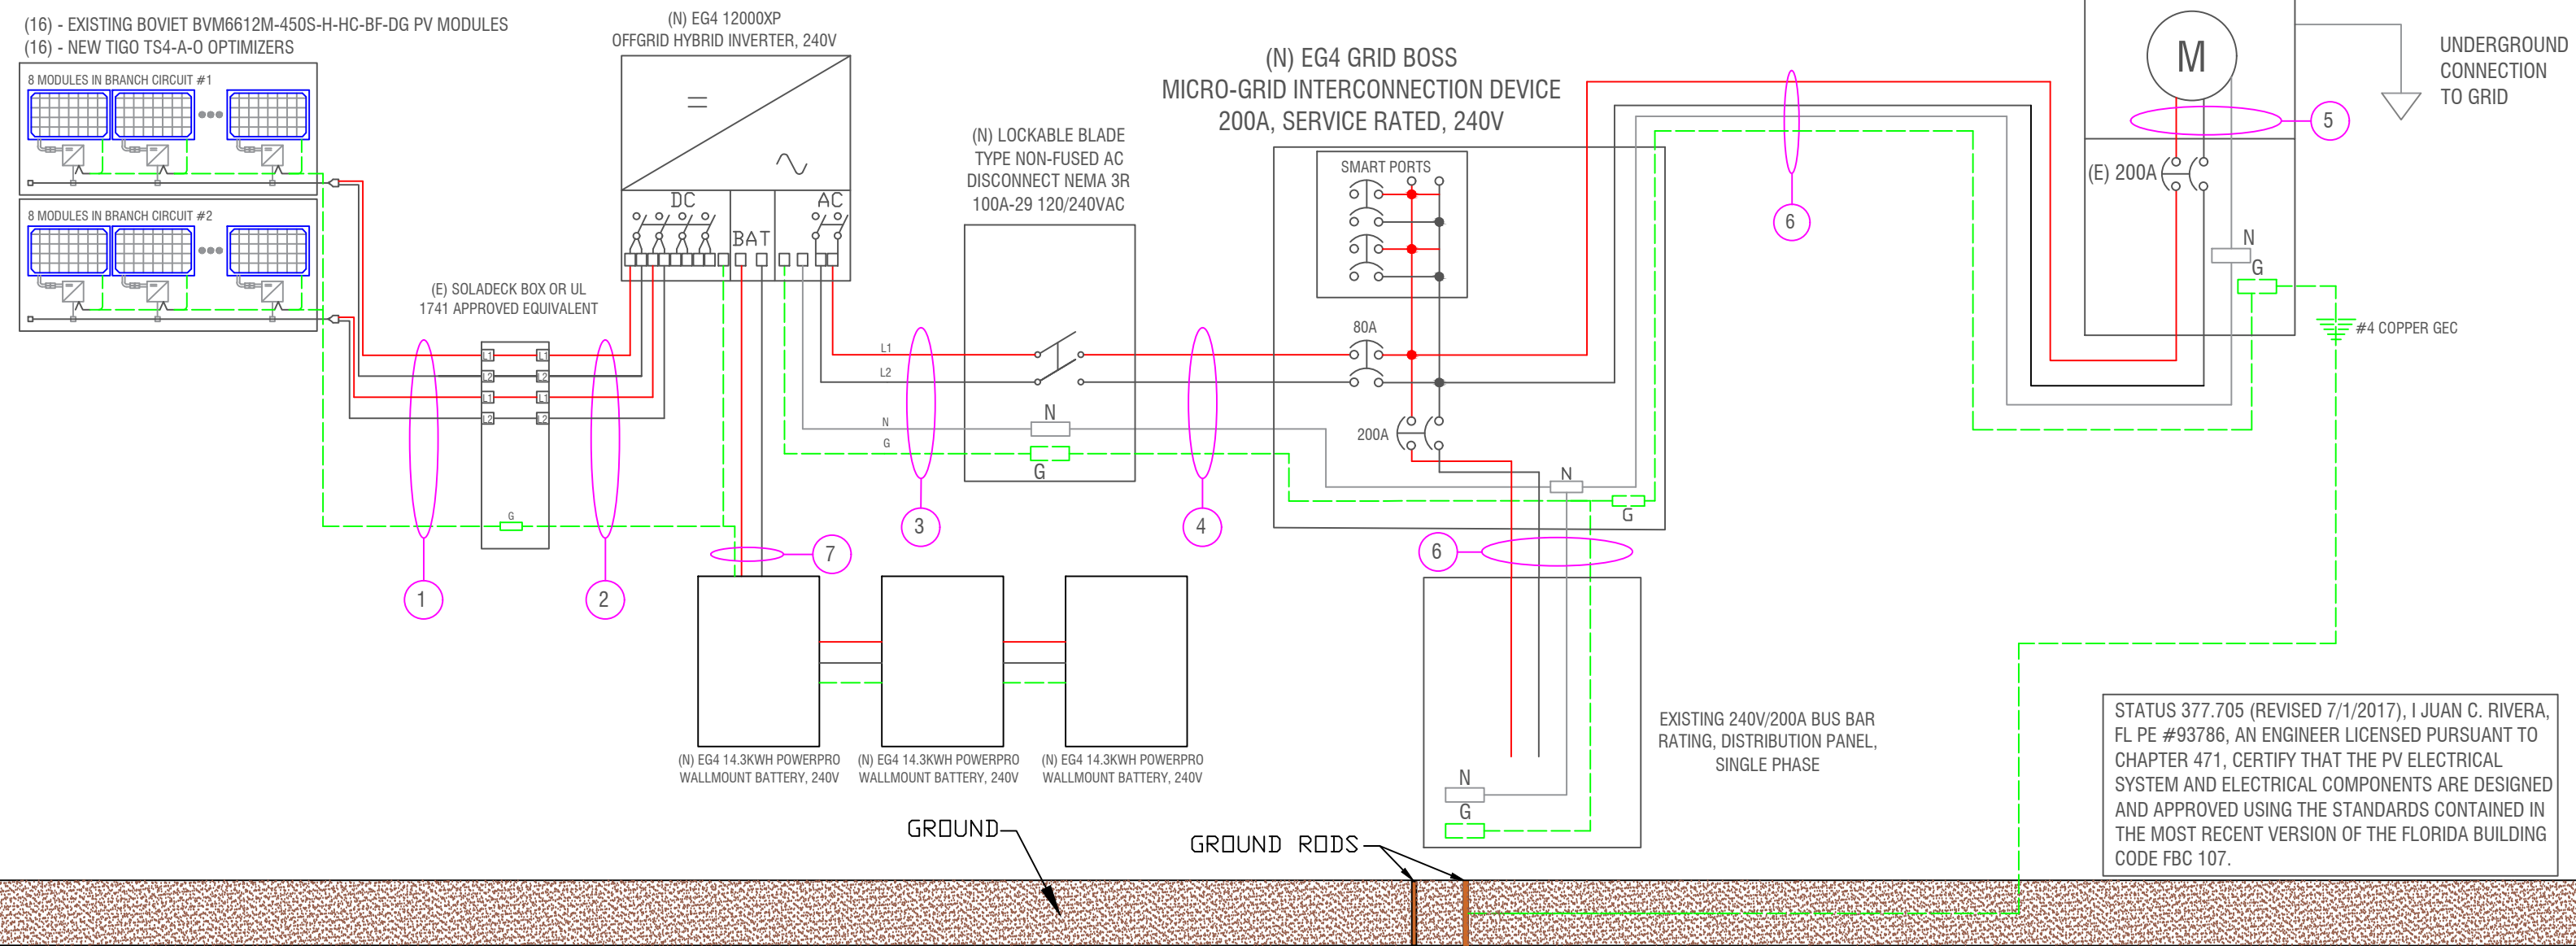 (16) - EXISTING BOVIET BVM6612M-450S-H-HC-BF-DG PV MODULES
(16) - NEW TIGO TS4-A-O OPTIMIZERS
8 MODULES IN BRANCH CIRCUIT #1
8 MODULES IN BRANCH CIRCUIT #2
(E) SOLADECK BOX OR UL
1741 APPROVED EQUIVALENT
L1
L1
L2
L2
L1
L1
L2
L2
G
1
2
(N) EG4 12000XP
OFFGRID HYBRID INVERTER, 240V
DC
BAT
AC
7
(N) EG4 14.3KWH POWERPRO
WALLMOUNT BATTERY, 240V
(N) EG4 14.3KWH POWERPRO
WALLMOUNT BATTERY, 240V
(N) EG4 14.3KWH POWERPRO
WALLMOUNT BATTERY, 240V
L1
L2
N
G
3
(N) LOCKABLE BLADE
TYPE NON-FUSED AC
DISCONNECT NEMA 3R
100A-29 120/240VAC
N
G
4
(N) EG4 GRID BOSS
MICRO-GRID INTERCONNECTION DEVICE
200A, SERVICE RATED, 240V
SMART PORTS
80A
200A
N
G
6
N
G
EXISTING 240V/200A BUS BAR
RATING, DISTRIBUTION PANEL,
SINGLE PHASE
6
M
5
(E) 200A
N
G
UNDERGROUND
CONNECTION
TO GRID
#4 COPPER GEC
STATUS 377.705 (REVISED 7/1/2017), I JUAN C. RIVERA,
FL PE #93786, AN ENGINEER LICENSED PURSUANT TO
CHAPTER 471, CERTIFY THAT THE PV ELECTRICAL
SYSTEM AND ELECTRICAL COMPONENTS ARE DESIGNED
AND APPROVED USING THE STANDARDS CONTAINED IN
THE MOST RECENT VERSION OF THE FLORIDA BUILDING
CODE FBC 107.
GROUND
GROUND RODS